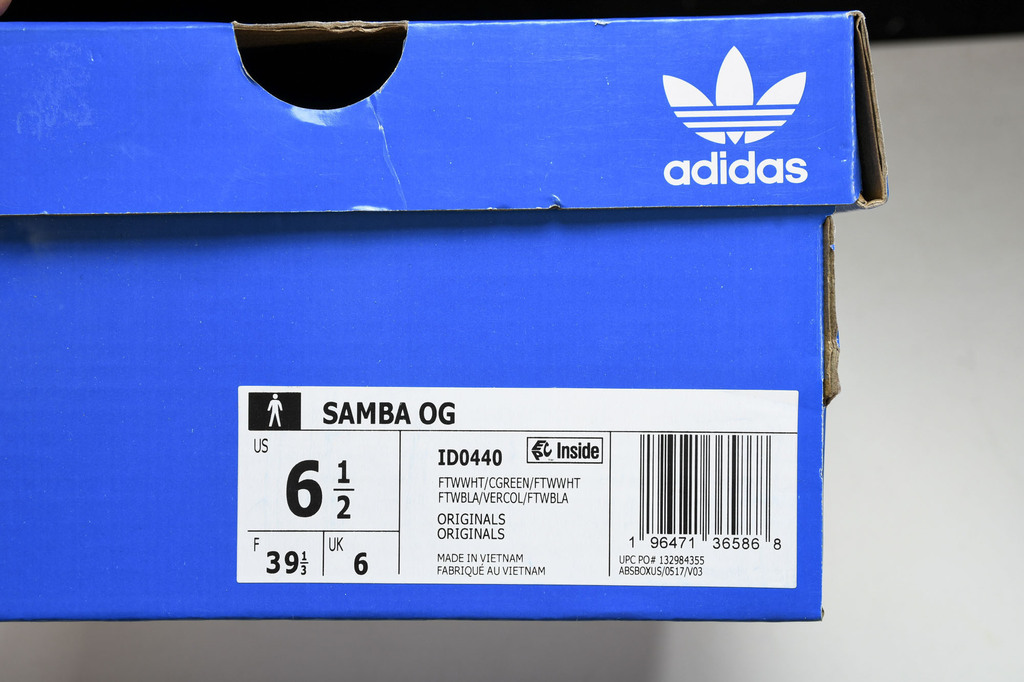 adidas
SAMBA OG
US
6 1/2
F
39 1/3
UK
6
ID0440
Inside
FTWWHT/CGREEN/FTWWHT
FTWBLA/VERCOL/FTWBLA
ORIGINALS
ORIGINALS
MADE IN VIETNAM
FABRIQUÉ AU VIETNAM
1 96471 36586 8
UPC PO# 132984355
ABSBOXUS/0517/V03